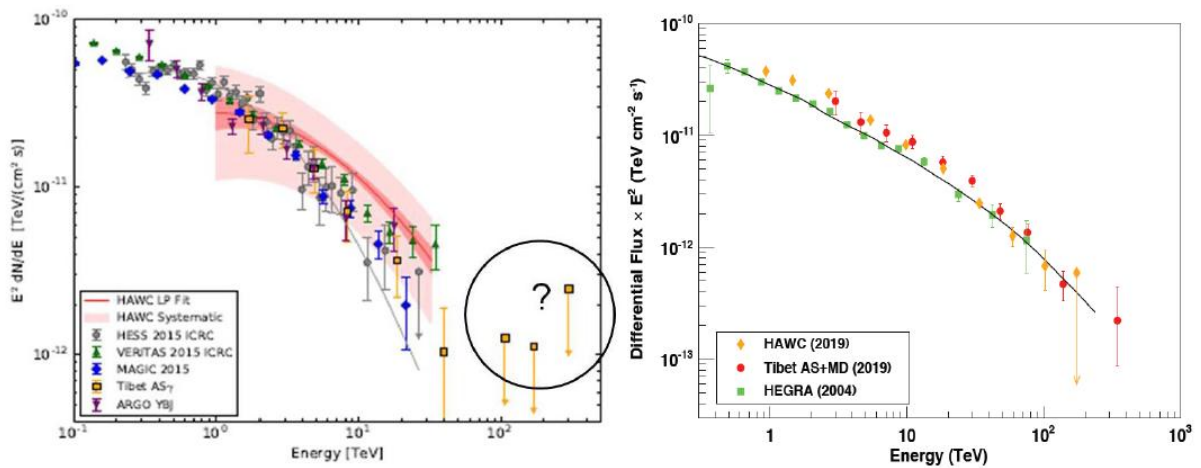 10⁻¹⁰
10⁻¹¹
10⁻¹²
E² dN/dE [TeV/(cm² s)]
?
HAWC LP Fit
HAWC Systematic
HESS 2015 ICRC
VERITAS 2015 ICRC
MAGIC 2015
Tibet ASγ
ARGO YBJ
10⁻¹
10⁰
10¹
10²
Energy [TeV]
10⁻¹⁰
10⁻¹¹
10⁻¹²
10⁻¹³
Differential Flux × E² (TeV cm⁻² s⁻¹)
HAWC (2019)
Tibet AS+MD (2019)
HEGRA (2004)
1
10
10²
10³
Energy (TeV)